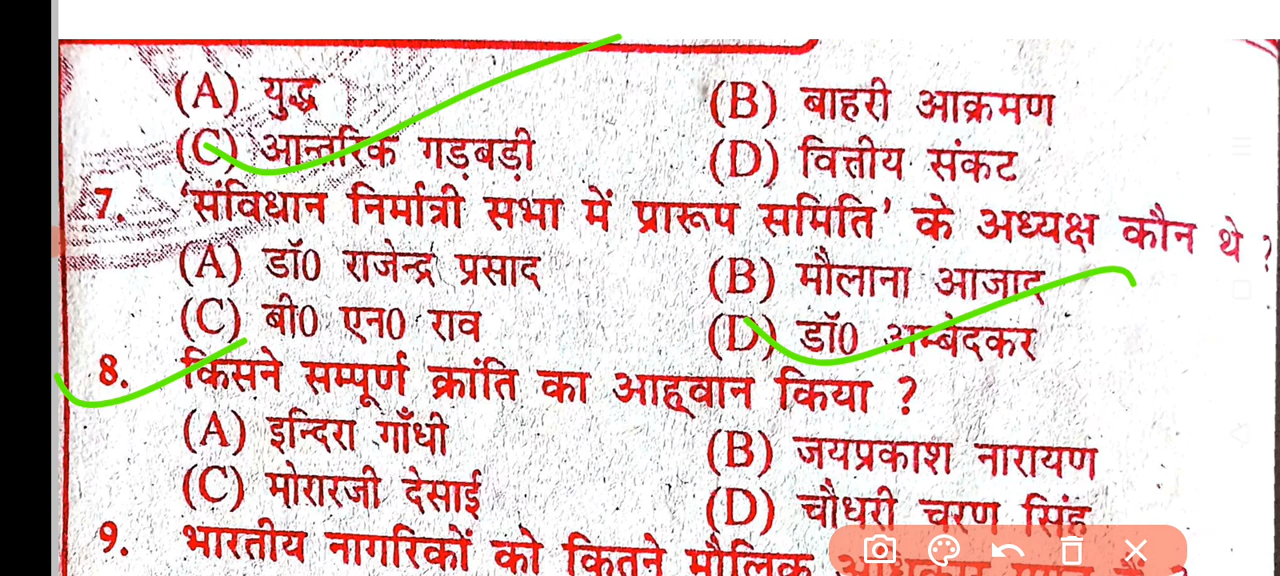 (A) युद्ध (B) बाहरी आक्रमण
(C) आन्तरिक गड़बड़ी (D) वित्तीय संकट
7. 'संविधान निर्मात्री सभा में प्रारूप समिति' के अध्यक्ष कौन थे ?
(A) डॉ0 राजेन्द्र प्रसाद (B) मौलाना आजाद
(C) बी0 एन0 राव (D) डॉ0 अम्बेदकर
8. किसने सम्पूर्ण क्रांति का आह्वान किया ?
(A) इन्दिरा गाँधी (B) जयप्रकाश नारायण
(C) मोरारजी देसाई (D) चौधरी चरण सिंह
9. भारतीय नागरिकों को कितने मौलिक